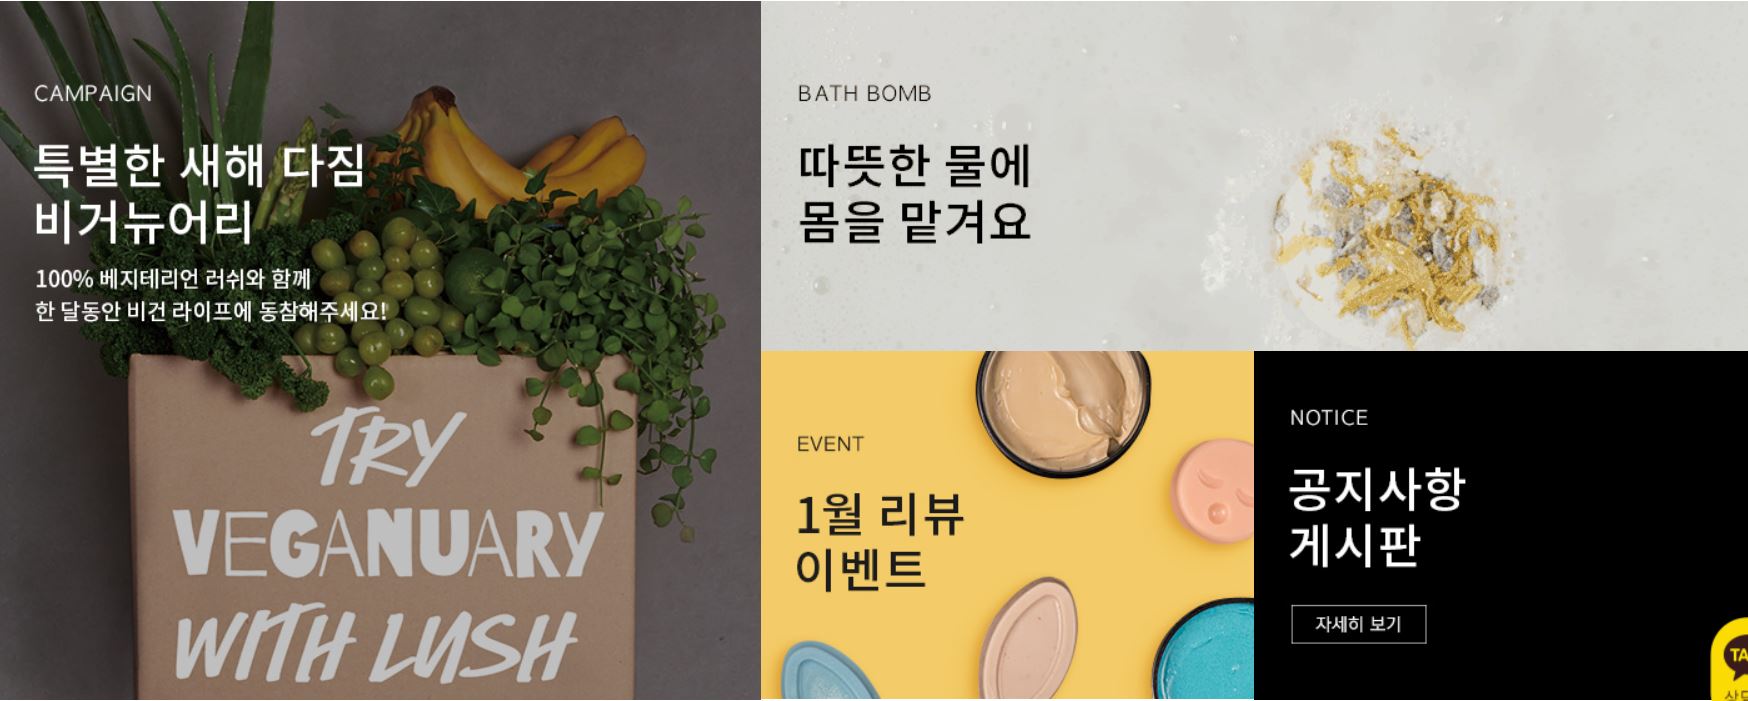 CAMPAIGN
특별한 새해 다짐
비거뉴어리
100% 베지테리언 러쉬와 함께
한 달동안 비건 라이프에 동참해주세요!
TRY
VEGANUARY
WITH LUSH
BATH BOMB
따뜻한 물에
몸을 맡겨요
EVENT
1월 리뷰
이벤트
NOTICE
공지사항
게시판
자세히 보기